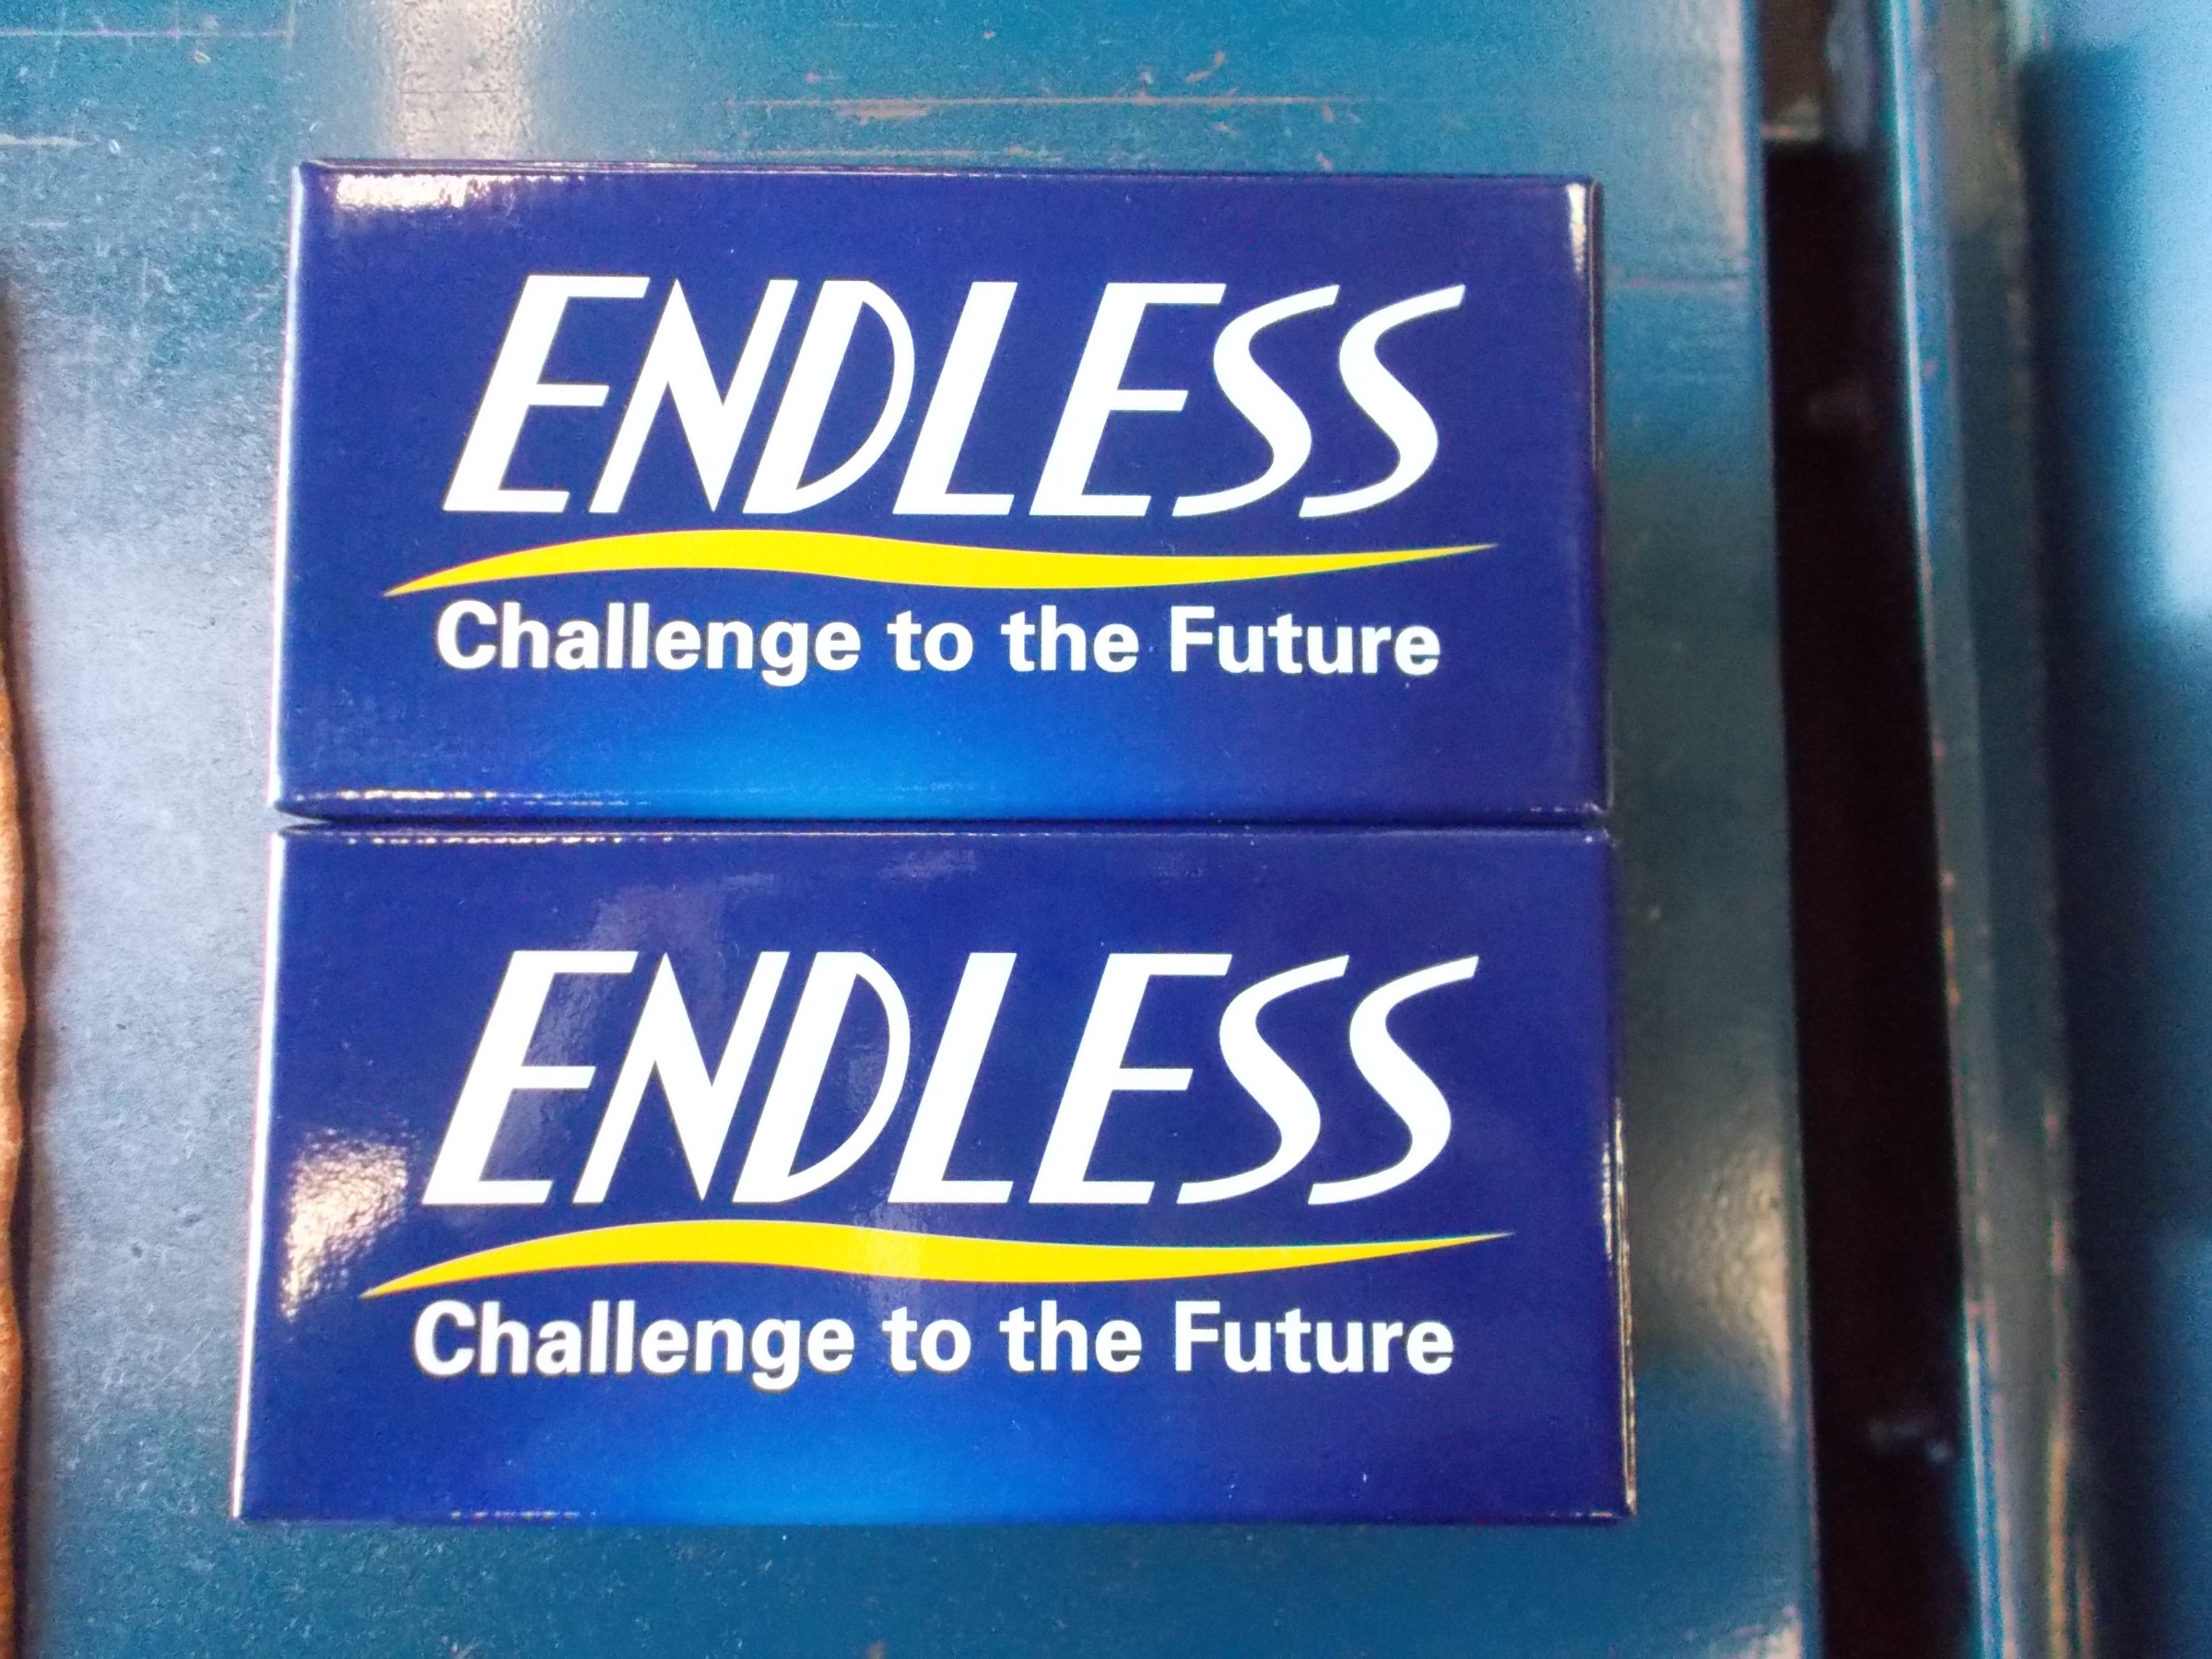 ENDLESS
Challenge to the Future
ENDLESS
Challenge to the Future